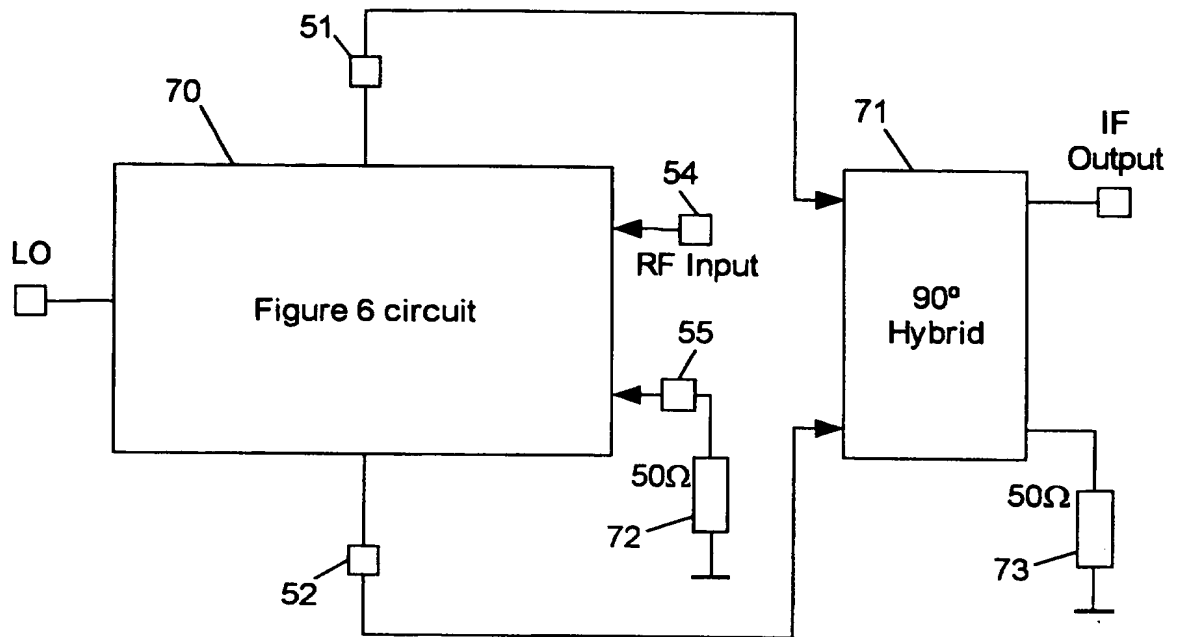 51
70
71
IF
Output
54
LO
RF Input
Figure 6 circuit
90º
Hybrid
55
50Ω
72
50Ω
73
52